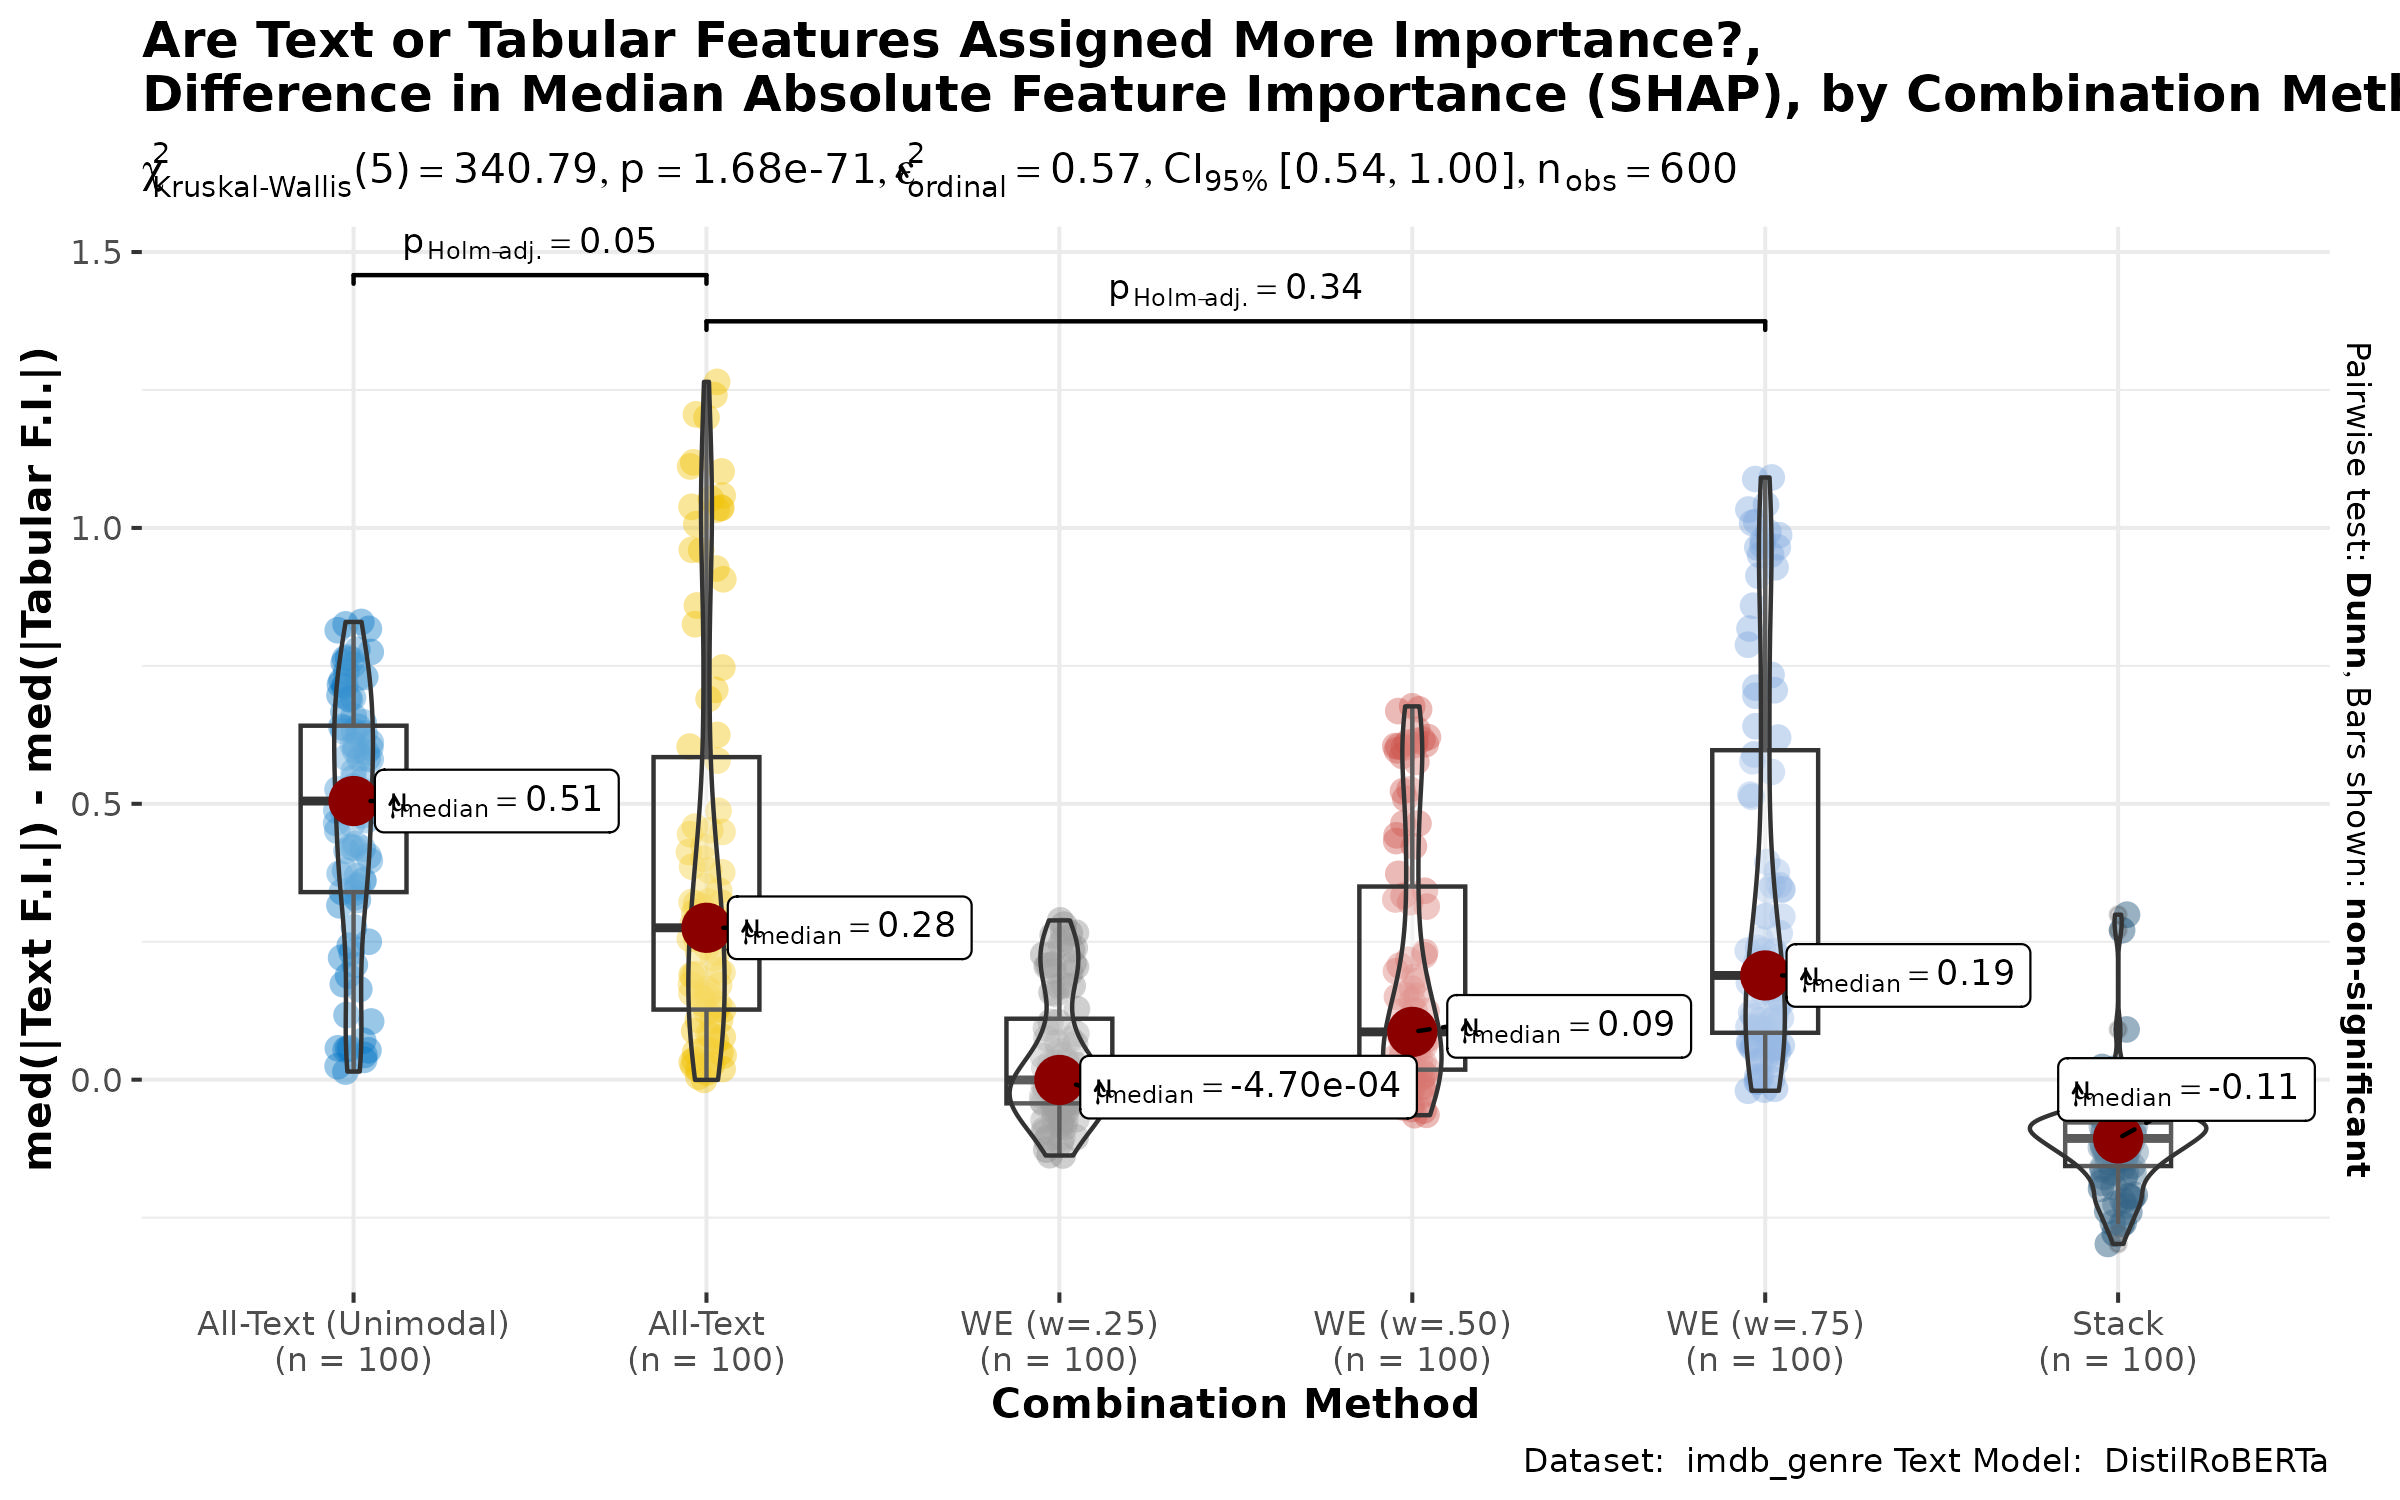 Are Text or Tabular Features Assigned More Importance?,
Difference in Median Absolute Feature Importance (SHAP), by Combination Meth
χ²Kruskal-Wallis(5) = 340.79, p = 1.68e-71, ε̂²ordinal = 0.57, CI95% [0.54, 1.00], nobs = 600
pHolm-adj. = 0.05
pHolm-adj. = 0.34
1.5
1.0
0.5
0.0
med(|Text F.I.|) - med(|Tabular F.I.|)
μ̂median = 0.51
μ̂median = 0.28
μ̂median = -4.70e-04
μ̂median = 0.09
μ̂median = 0.19
μ̂median = -0.11
Pairwise test: Dunn, Bars shown: non-significant
All-Text (Unimodal)
(n = 100)
All-Text
(n = 100)
WE (w=.25)
(n = 100)
WE (w=.50)
(n = 100)
WE (w=.75)
(n = 100)
Stack
(n = 100)
Combination Method
Dataset: imdb_genre Text Model: DistilRoBERTa